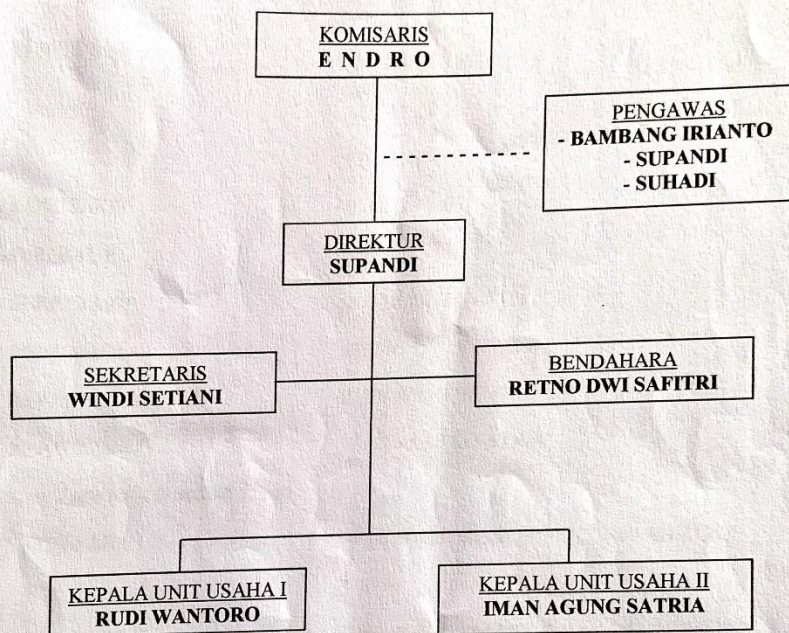 KOMISARIS
E N D R O
PENGAWAS
- BAMBANG IRIANTO
- SUPANDI
- SUHADI
DIREKTUR
SUPANDI
SEKRETARIS
WINDI SETIANI
BENDAHARA
RETNO DWI SAFITRI
KEPALA UNIT USAHA I
RUDI WANTORO
KEPALA UNIT USAHA II
IMAN AGUNG SATRIA